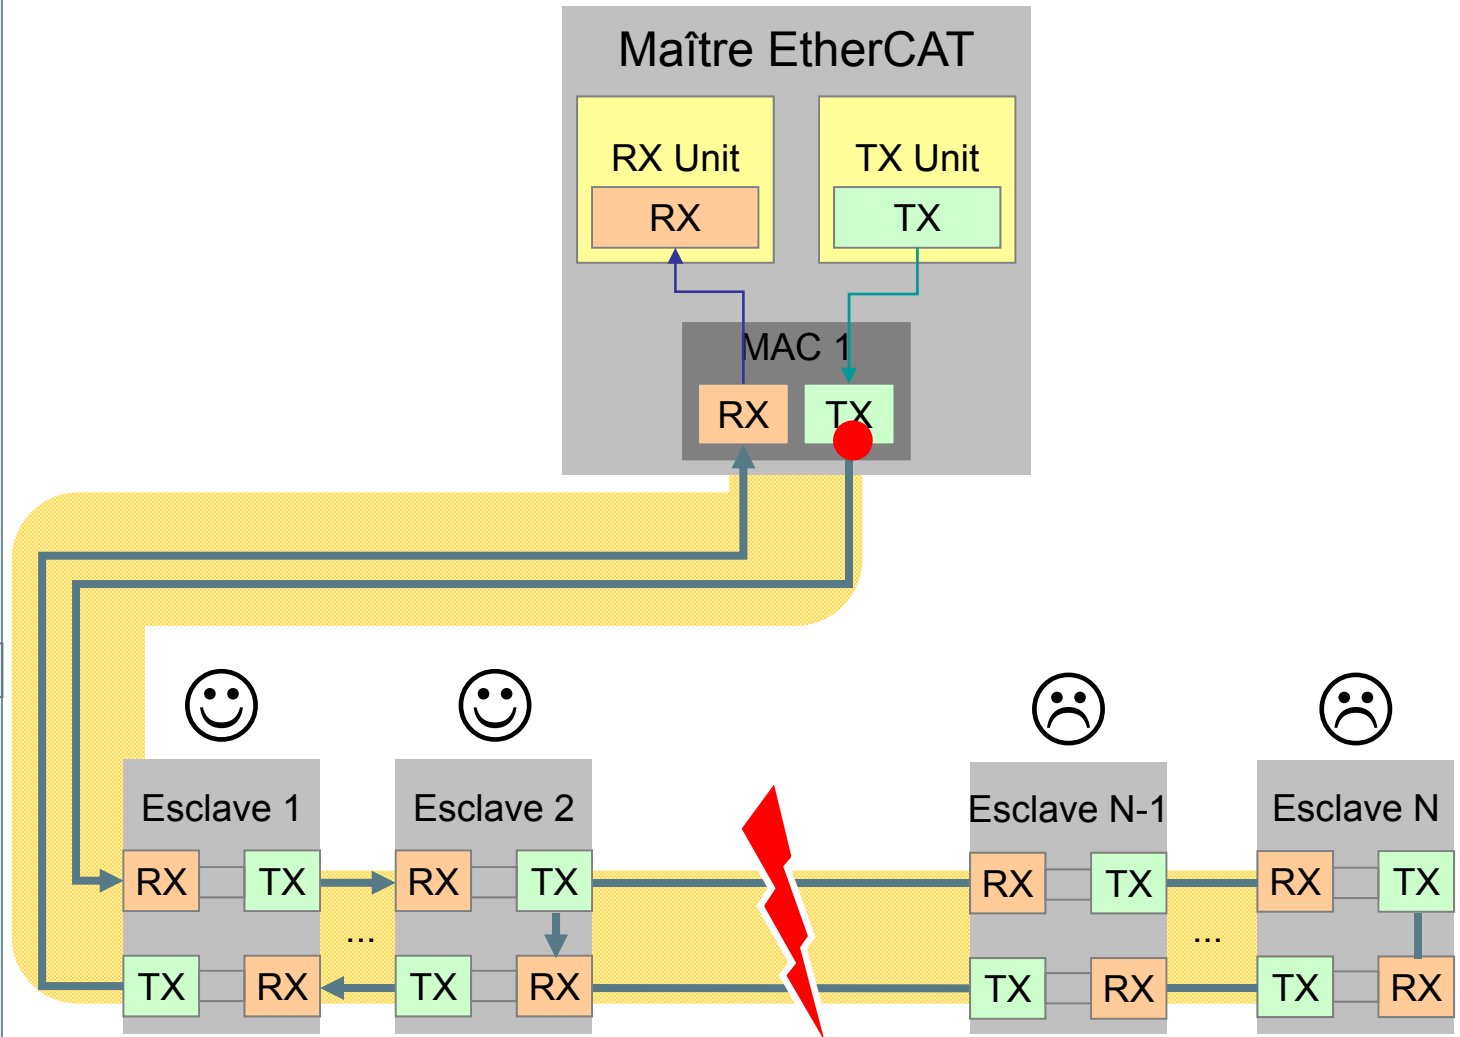 Maître EtherCAT
RX Unit
TX Unit
RX
TX
MAC 1
RX
TX
Esclave 1
Esclave 2
Esclave N-1
Esclave N
RX
TX
RX
TX
RX
TX
RX
TX
...
...
TX
RX
TX
RX
TX
RX
TX
RX